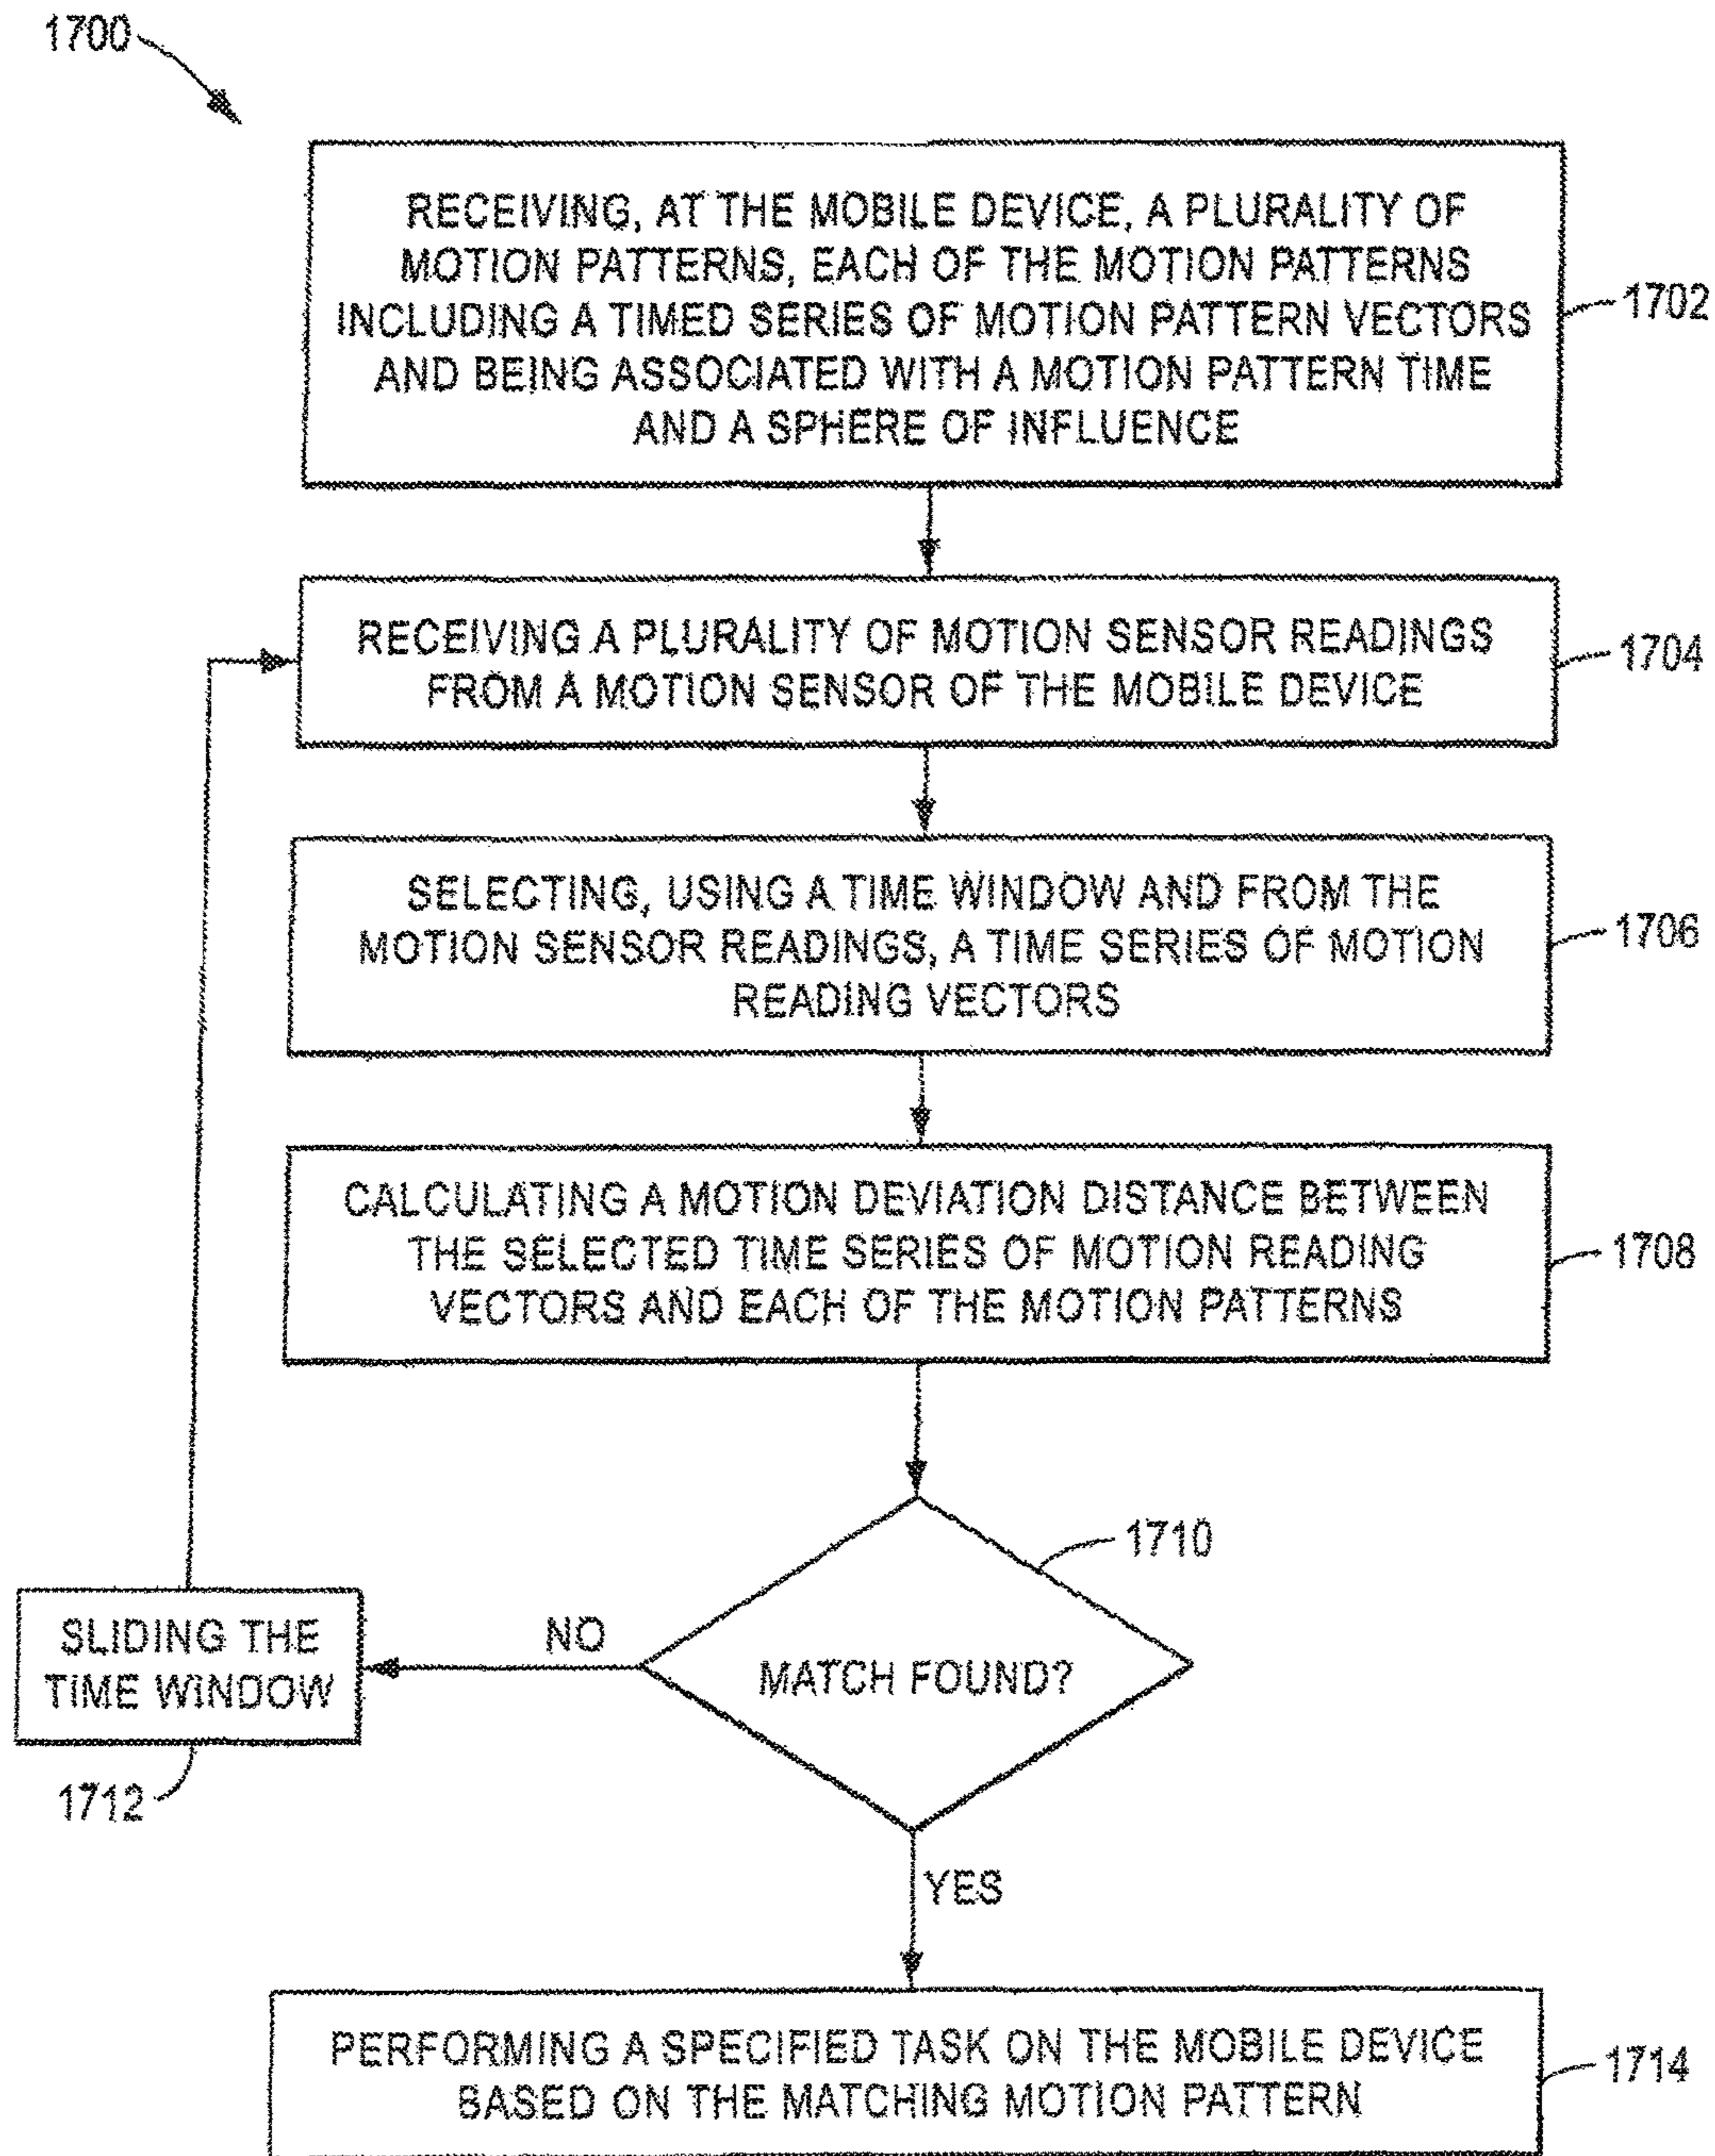 1700
RECEIVING, AT THE MOBILE DEVICE, A PLURALITY OF
MOTION PATTERNS, EACH OF THE MOTION PATTERNS
INCLUDING A TIMED SERIES OF MOTION PATTERN VECTORS
AND BEING ASSOCIATED WITH A MOTION PATTERN TIME
AND A SPHERE OF INFLUENCE
1702
RECEIVING A PLURALITY OF MOTION SENSOR READINGS
FROM A MOTION SENSOR OF THE MOBILE DEVICE
1704
SELECTING, USING A TIME WINDOW AND FROM THE
MOTION SENSOR READINGS, A TIME SERIES OF MOTION
READING VECTORS
1706
CALCULATING A MOTION DEVIATION DISTANCE BETWEEN
THE SELECTED TIME SERIES OF MOTION READING
VECTORS AND EACH OF THE MOTION PATTERNS
1708
1710
MATCH FOUND?
NO
SLIDING THE
TIME WINDOW
1712
YES
PERFORMING A SPECIFIED TASK ON THE MOBILE DEVICE
BASED ON THE MATCHING MOTION PATTERN
1714